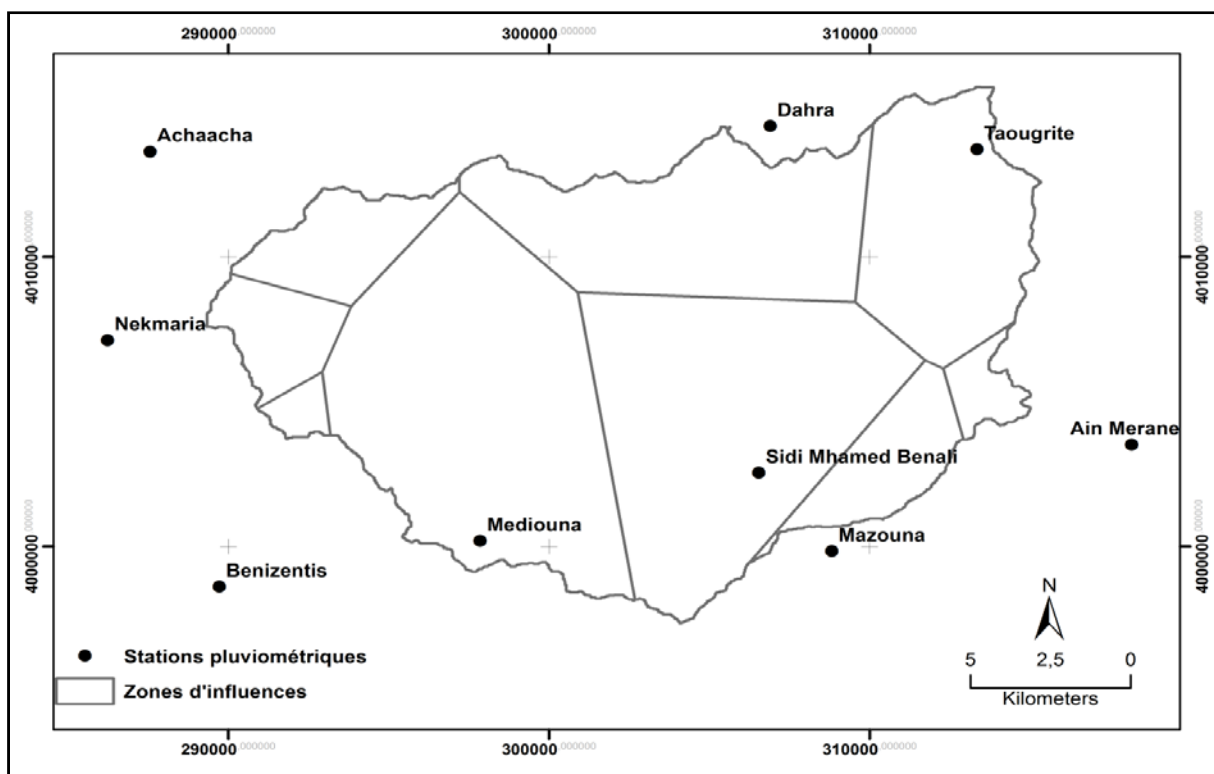 290000,000000 300000,000000 310000,000000
Dahra
Achaacha
Taougrite
4010000,000000
4010000,000000
Nekmaria
Ain Merane
Sidi Mhamed Benali
Mediouna
Mazouna
4000000,000000
4000000,000000
Benizentis
N
Stations pluviométriques
5 2,5 0
Zones d'influences
Kilometers
290000,000000 300000,000000 310000,000000